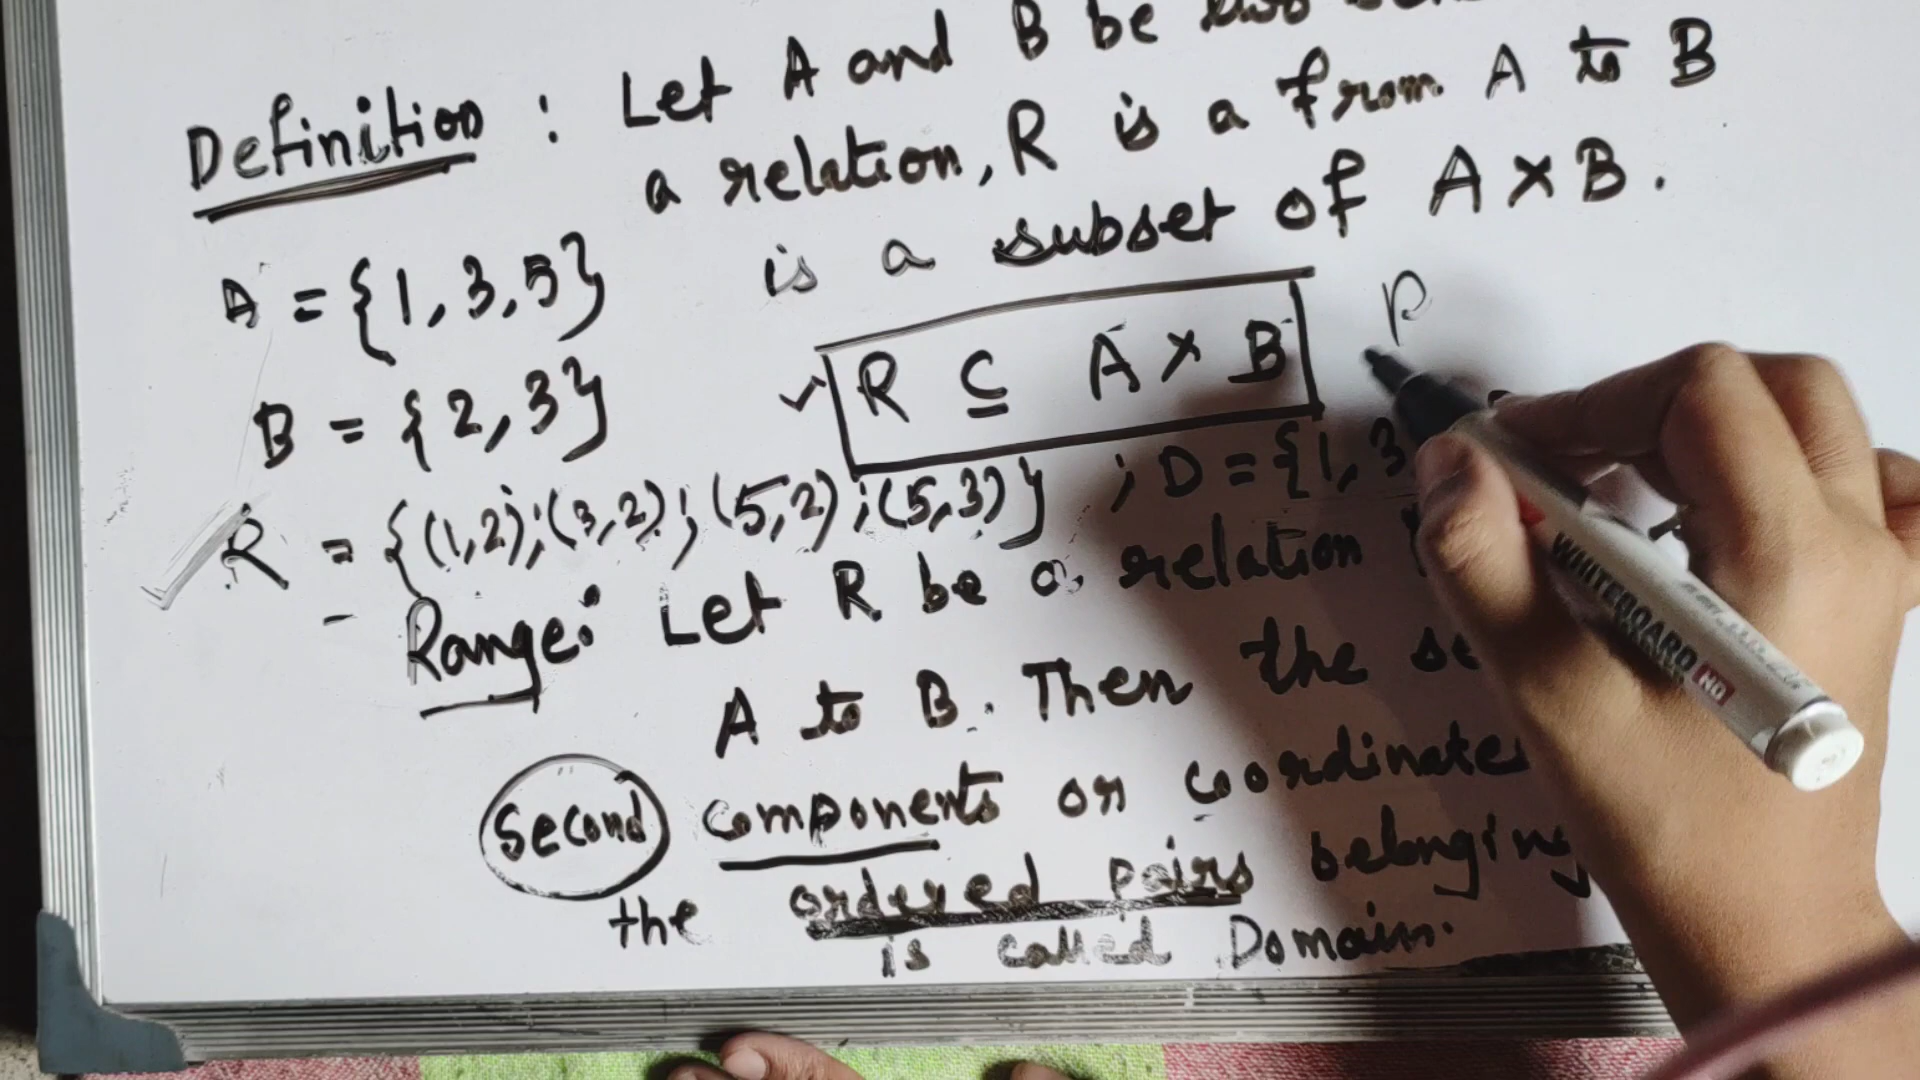 Definition : Let A and B be two
a relation, R is a from A to B
is a subset of A × B.
A = {1, 3, 5}
B = {2, 3}
R ⊆ A × B
R = {(1,2);(3,2);(5,2);(5,3)} ; D = {1, 3
Range: Let R be a relation
A to B. Then the
Second components or coordinates
the ordered pairs belonging
is called Domain.
WHITEBOARD